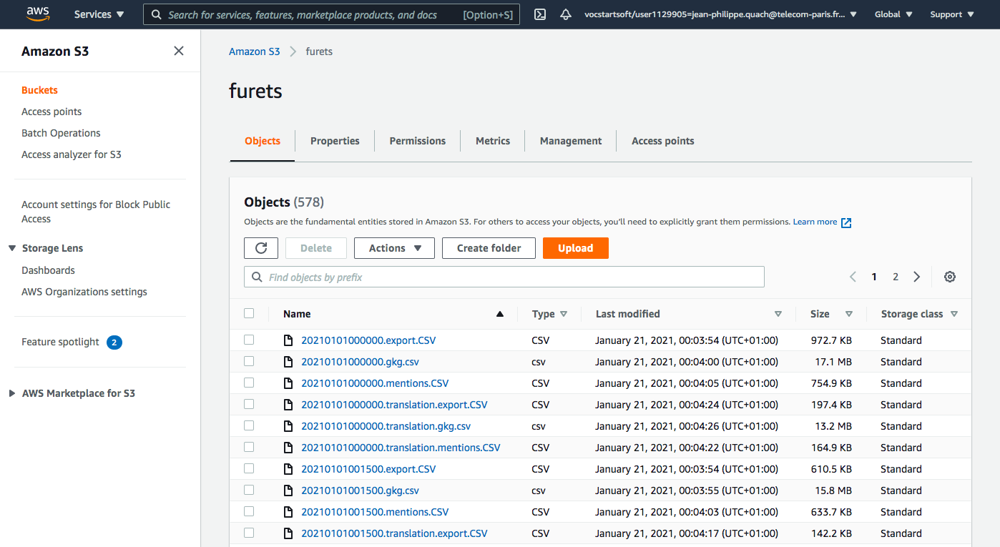 aws Services Search for services, features, marketplace products, and docs [Option+S] vocstartsoft/user1129905=jean-philippe.quach@telecom-paris.fr... Global Support
Amazon S3
Buckets
Access points
Batch Operations
Access analyzer for S3
Account settings for Block Public
Access
Storage Lens
Dashboards
AWS Organizations settings
Feature spotlight 2
AWS Marketplace for S3
Amazon S3 furets
furets
Objects Properties Permissions Metrics Management Access points
Objects (578)
Objects are the fundamental entities stored in Amazon S3. For others to access your objects, you'll need to explicitly grant them permissions. Learn more
Delete Actions Create folder Upload
Find objects by prefix 1 2
Name Type Last modified Size Storage class
20210101000000.export.CSV CSV January 21, 2021, 00:03:54 (UTC+01:00) 972.7 KB Standard
20210101000000.gkg.csv csv January 21, 2021, 00:04:00 (UTC+01:00) 17.1 MB Standard
20210101000000.mentions.CSV CSV January 21, 2021, 00:04:05 (UTC+01:00) 754.9 KB Standard
20210101000000.translation.export.CSV CSV January 21, 2021, 00:04:24 (UTC+01:00) 197.4 KB Standard
20210101000000.translation.gkg.csv csv January 21, 2021, 00:04:26 (UTC+01:00) 13.2 MB Standard
20210101000000.translation.mentions.CSV CSV January 21, 2021, 00:04:22 (UTC+01:00) 164.9 KB Standard
20210101001500.export.CSV CSV January 21, 2021, 00:03:54 (UTC+01:00) 610.5 KB Standard
20210101001500.gkg.csv csv January 21, 2021, 00:03:55 (UTC+01:00) 15.8 MB Standard
20210101001500.mentions.CSV CSV January 21, 2021, 00:04:03 (UTC+01:00) 633.7 KB Standard
20210101001500.translation.export.CSV CSV January 21, 2021, 00:04:17 (UTC+01:00) 142.2 KB Standard